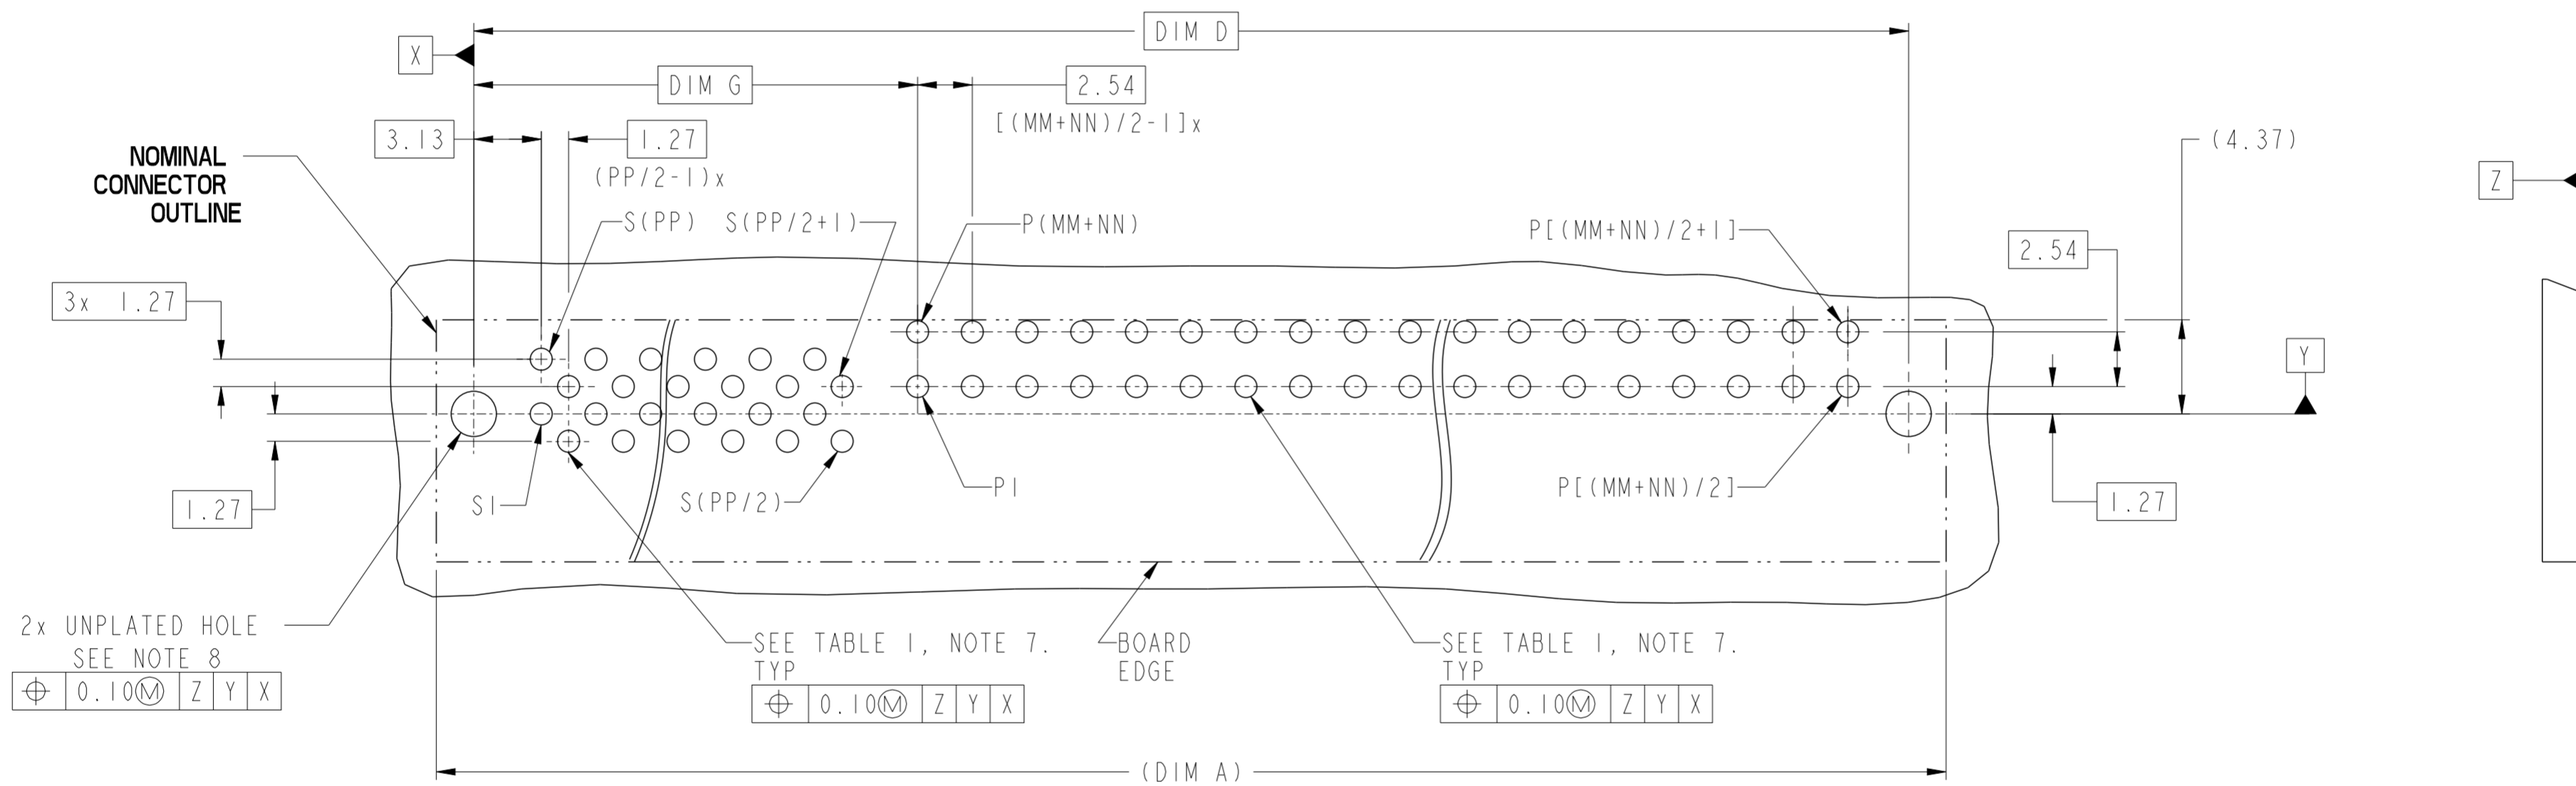 DIM D
X
DIM G
2.54
[(MM+NN)/2-1]x
3.13
1.27
(PP/2-1)x
(4.37)
Z
NOMINAL
CONNECTOR
OUTLINE
S(PP)
S(PP/2+1)
P(MM+NN)
P[(MM+NN)/2+1]
2.54
3x 1.27
Y
1.27
S1
S(PP/2)
P1
P[(MM+NN)/2]
1.27
2x UNPLATED HOLE
SEE NOTE 8
⌖ 0.10Ⓜ Z Y X
SEE TABLE 1, NOTE 7.
TYP
⌖ 0.10Ⓜ Z Y X
BOARD
EDGE
SEE TABLE 1, NOTE 7.
TYP
⌖ 0.10Ⓜ Z Y X
(DIM A)